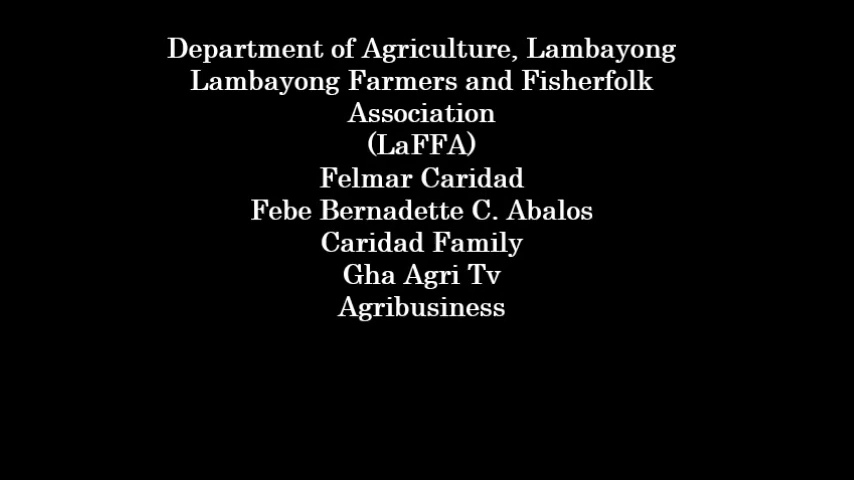 Department of Agriculture, Lambayong
Lambayong Farmers and Fisherfolk
Association
(LaFFA)
Felmar Caridad
Febe Bernadette C. Abalos
Caridad Family
Gha Agri Tv
Agribusiness